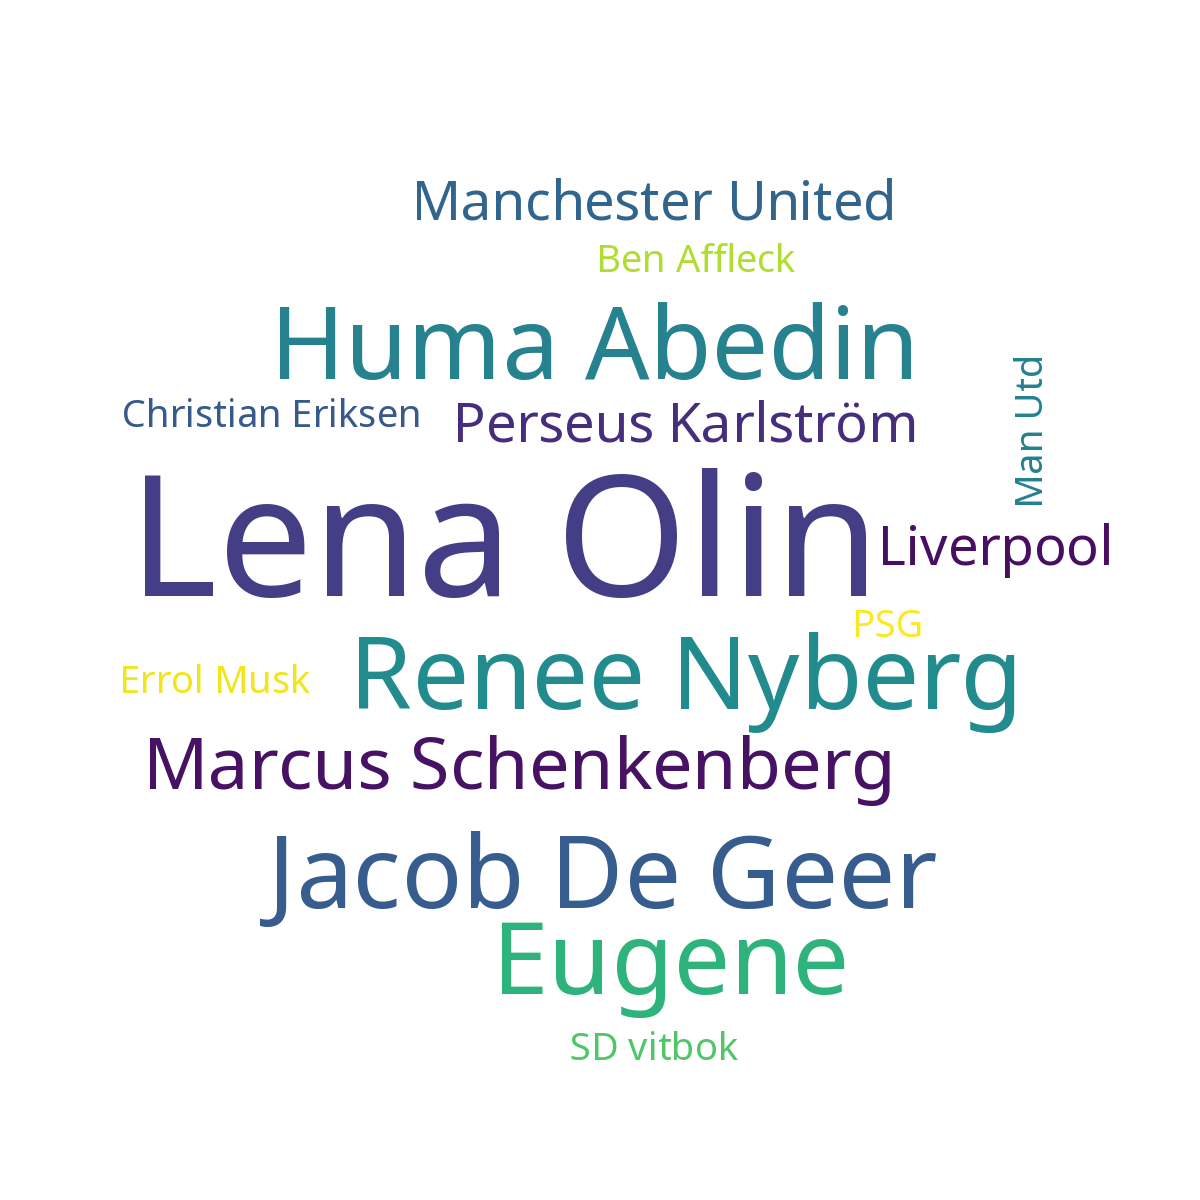 Manchester United
Ben Affleck
Huma Abedin
Man Utd
Christian Eriksen
Perseus Karlström
Lena Olin
Liverpool
PSG
Renee Nyberg
Errol Musk
Marcus Schenkenberg
Jacob De Geer
Eugene
SD vitbok